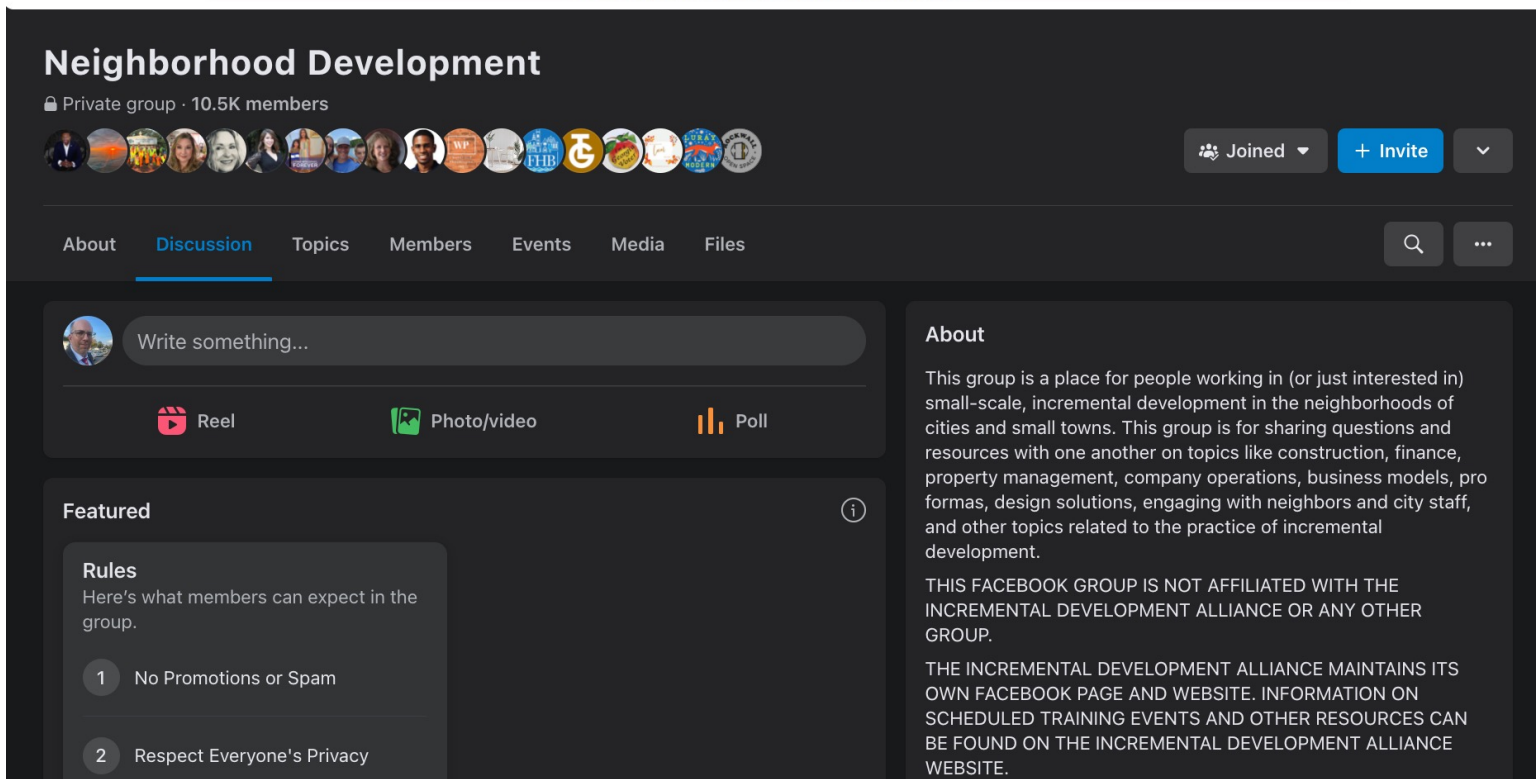 Neighborhood Development
Private group · 10.5K members
WP
FHB
Joined
+ Invite
About
Discussion
Topics
Members
Events
Media
Files
Write something...
Reel
Photo/video
Poll
Featured
Rules
Here's what members can expect in the
group.
1 No Promotions or Spam
2 Respect Everyone's Privacy
About
This group is a place for people working in (or just interested in)
small-scale, incremental development in the neighborhoods of
cities and small towns. This group is for sharing questions and
resources with one another on topics like construction, finance,
property management, company operations, business models, pro
formas, design solutions, engaging with neighbors and city staff,
and other topics related to the practice of incremental
development.
THIS FACEBOOK GROUP IS NOT AFFILIATED WITH THE
INCREMENTAL DEVELOPMENT ALLIANCE OR ANY OTHER
GROUP.
THE INCREMENTAL DEVELOPMENT ALLIANCE MAINTAINS ITS
OWN FACEBOOK PAGE AND WEBSITE. INFORMATION ON
SCHEDULED TRAINING EVENTS AND OTHER RESOURCES CAN
BE FOUND ON THE INCREMENTAL DEVELOPMENT ALLIANCE
WEBSITE.